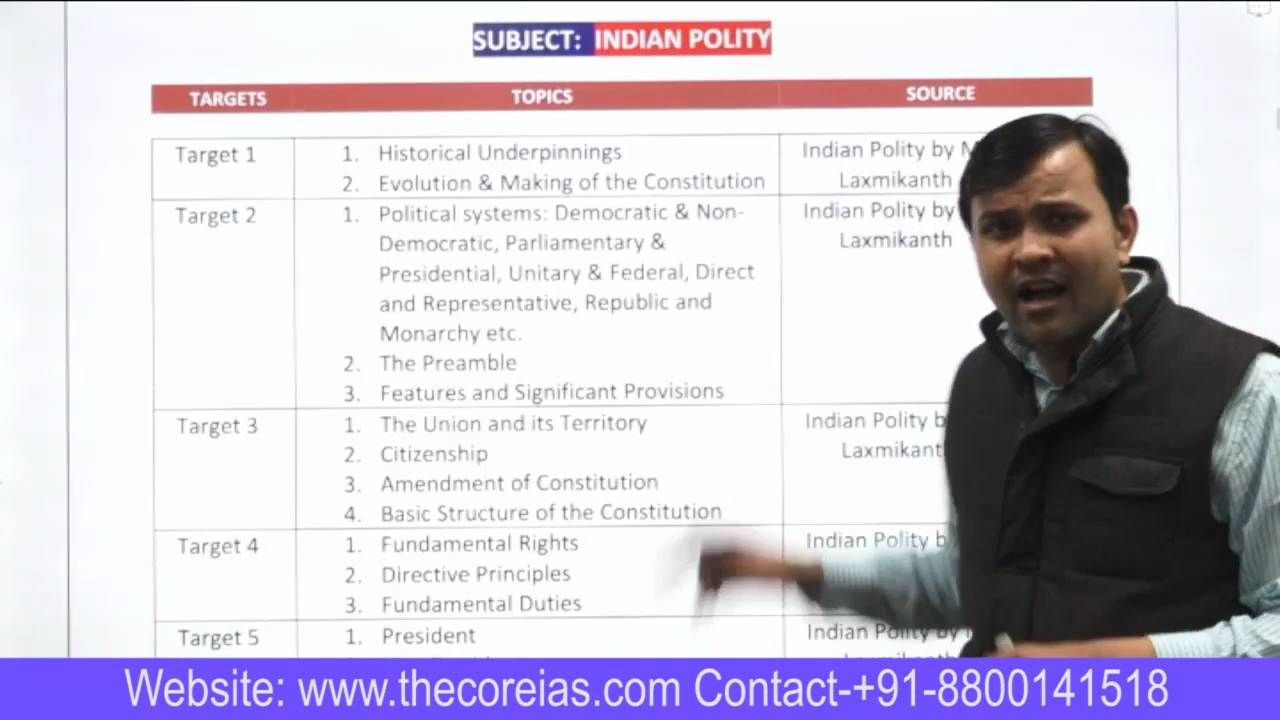 SUBJECT: INDIAN POLITY
TARGETS TOPICS SOURCE
Target 1
1. Historical Underpinnings
2. Evolution & Making of the Constitution
Indian Polity by M
Laxmikanth
Target 2
1. Political systems: Democratic & Non-
Democratic, Parliamentary &
Presidential, Unitary & Federal, Direct
and Representative, Republic and
Monarchy etc.
2. The Preamble
3. Features and Significant Provisions
Indian Polity by
Laxmikanth
Target 3
1. The Union and its Territory
2. Citizenship
3. Amendment of Constitution
4. Basic Structure of the Constitution
Indian Polity b
Laxmikant
Target 4
1. Fundamental Rights
2. Directive Principles
3. Fundamental Duties
Indian Polity b
Target 5
1. President
Indian Polity by
Website: www.thecoreias.com Contact-+91-8800141518